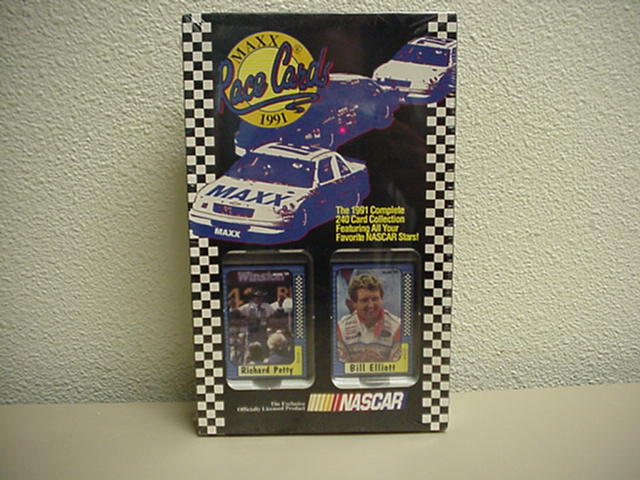 MAXX
Race Cards
®
1991
MAXX
MAXX
The 1991 Complete
240 Card Collection
Featuring All Your
Favorite NASCAR Stars!
Winston
Richard Petty
Bill Elliott
The Exclusive
Officially Licensed Product
NASCAR